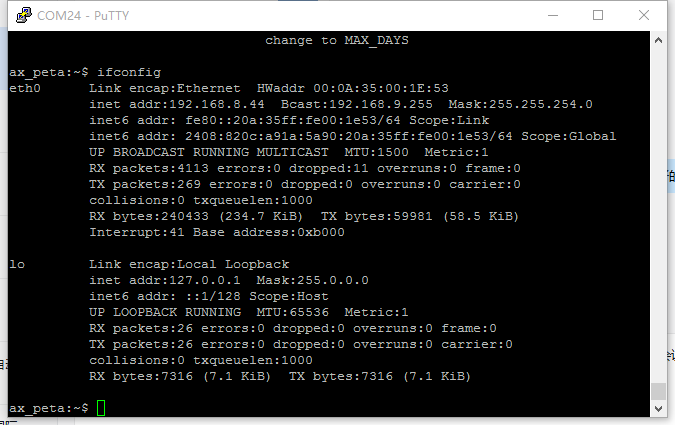 COM24 - PuTTY
change to MAX_DAYS
ax_peta:~$ ifconfig
eth0 Link encap:Ethernet HWaddr 00:0A:35:00:1E:53
inet addr:192.168.8.44 Bcast:192.168.9.255 Mask:255.255.254.0
inet6 addr: fe80::20a:35ff:fe00:1e53/64 Scope:Link
inet6 addr: 2408:820c:a91a:5a90:20a:35ff:fe00:1e53/64 Scope:Global
UP BROADCAST RUNNING MULTICAST MTU:1500 Metric:1
RX packets:4113 errors:0 dropped:11 overruns:0 frame:0
TX packets:269 errors:0 dropped:0 overruns:0 carrier:0
collisions:0 txqueuelen:1000
RX bytes:240433 (234.7 KiB) TX bytes:59981 (58.5 KiB)
Interrupt:41 Base address:0xb000
lo Link encap:Local Loopback
inet addr:127.0.0.1 Mask:255.0.0.0
inet6 addr: ::1/128 Scope:Host
UP LOOPBACK RUNNING MTU:65536 Metric:1
RX packets:26 errors:0 dropped:0 overruns:0 frame:0
TX packets:26 errors:0 dropped:0 overruns:0 carrier:0
collisions:0 txqueuelen:1000
RX bytes:7316 (7.1 KiB) TX bytes:7316 (7.1 KiB)
ax_peta:~$